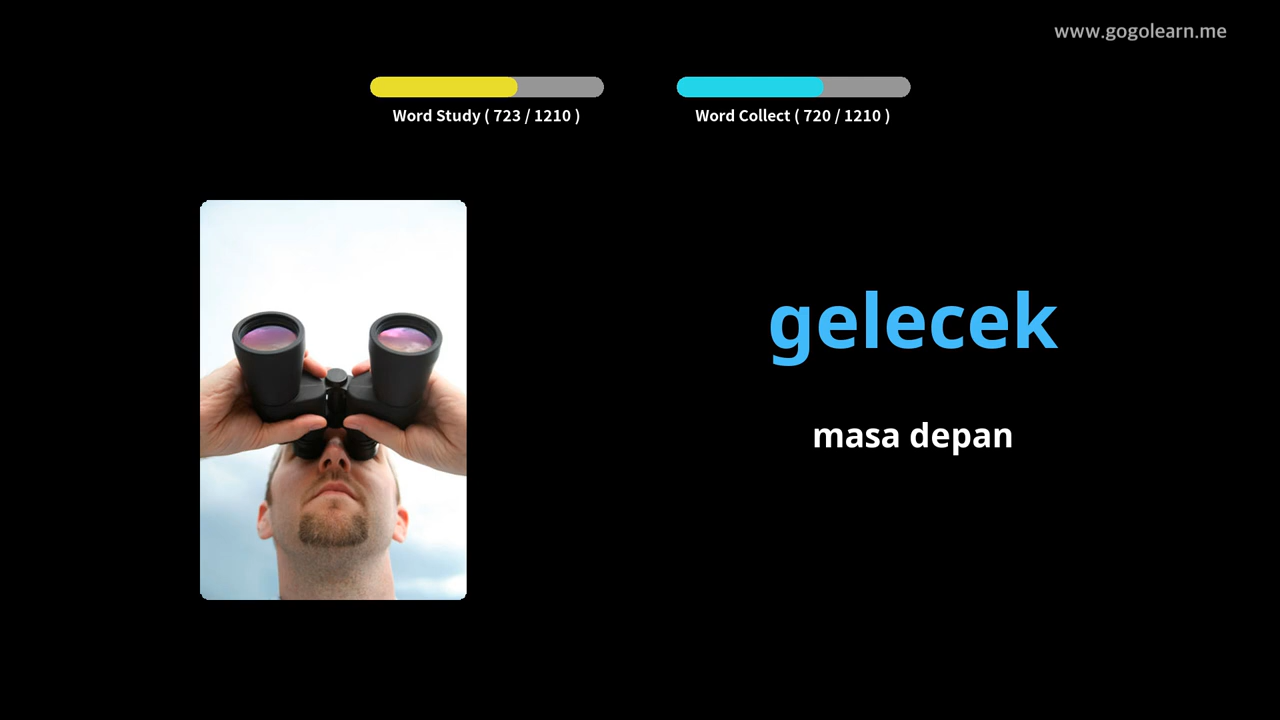 www.gogolearn.me
Word Study ( 723 / 1210 )
Word Collect ( 720 / 1210 )
gelecek
masa depan